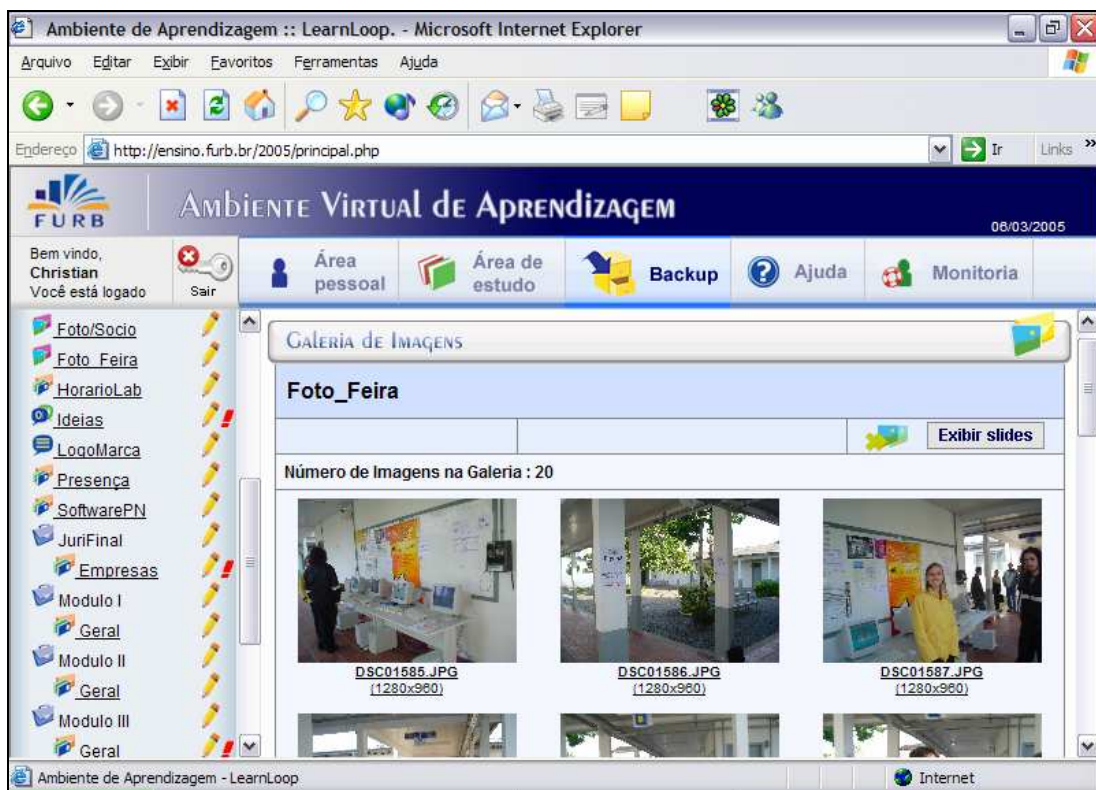 Ambiente de Aprendizagem :: LearnLoop. - Microsoft Internet Explorer
Arquivo Editar Exibir Favoritos Ferramentas Ajuda
Endereço http://ensino.furb.br/2005/principal.php Ir Links »
FURB
Ambiente Virtual de Aprendizagem
06/03/2005
Bem vindo,
Christian
Você está logado
Sair
Área pessoal
Área de estudo
Backup
Ajuda
Monitoria
Foto/Socio
Foto_Feira
HorarioLab
Ideias
LogoMarca
Presença
SoftwarePN
JuriFinal
Empresas
Modulo I
Geral
Modulo II
Geral
Modulo III
Geral
Galeria de Imagens
Foto_Feira
Exibir slides
Número de Imagens na Galeria : 20
DSC01585.JPG
(1280x960)
DSC01586.JPG
(1280x960)
DSC01587.JPG
(1280x960)
Ambiente de Aprendizagem - LearnLoop
Internet